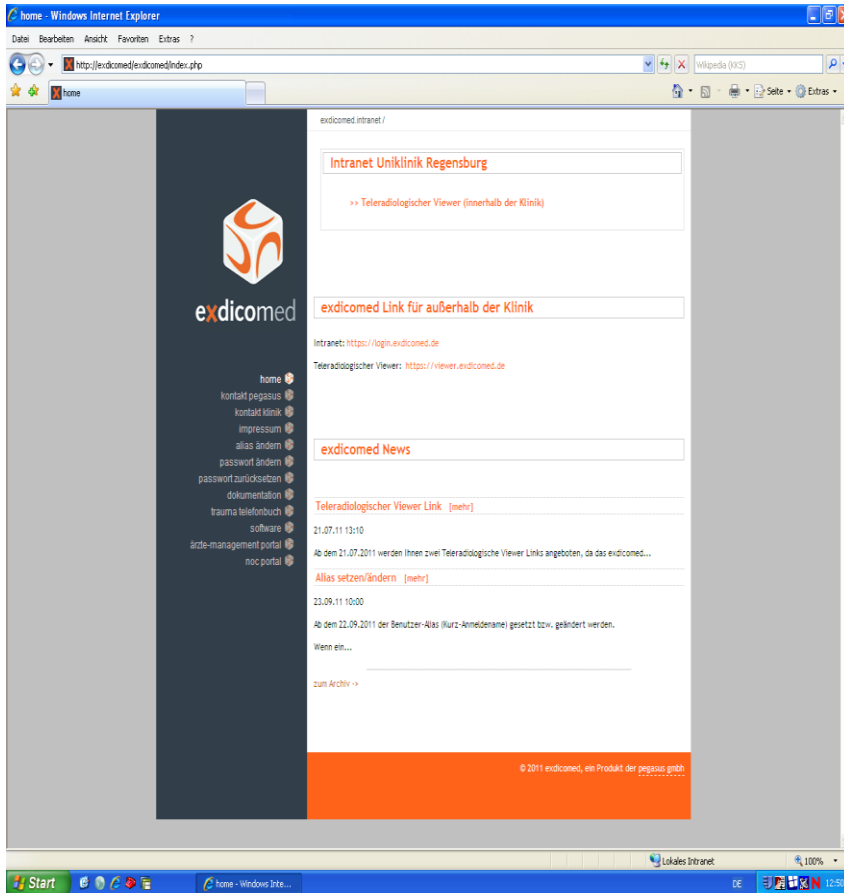 home - Windows Internet Explorer
Datei Bearbeiten Ansicht Favoriten Extras ?
http://exdicomed/exdicomed/index.php
Wikipedia (KKS)
home
Seite
Extras
exdicomed.intranet /
Intranet Uniklinik Regensburg
>> Teleradiologischer Viewer (innerhalb der Klinik)
exdicomed
exdicomed Link für außerhalb der Klinik
Intranet: https://login.exdicomed.de
Teleradiologischer Viewer: https://viewer.exdicomed.de
home
kontakt pegasus
kontakt klinik
impressum
alias ändern
passwort ändern
passwort zurücksetzen
dokumentation
trauma telefonbuch
software
ärzte-management portal
noc portal
exdicomed News
Teleradiologischer Viewer Link [mehr]
21.07.11 13:10
Ab dem 21.07.2011 werden Ihnen zwei Teleradiologische Viewer Links angeboten, da das exdicomed...
Alias setzen/ändern [mehr]
23.09.11 10:00
Ab dem 22.09.2011 der Benutzer-Alias (Kurz-Anmeldename) gesetzt bzw. geändert werden.
Wenn ein...
zum Archiv ->
© 2011 exdicomed, ein Produkt der pegasus gmbh
Lokales Intranet
100%
Start
home - Windows Inte...
DE
12:50